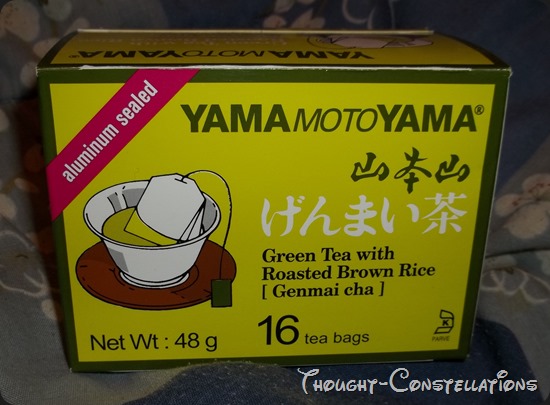 YAMAMOTOYAMA®
aluminum sealed
山本山
げんまい茶
Green Tea with
Roasted Brown Rice
[ Genmai cha ]
Net Wt : 48 g
16 tea bags
K
PARVE
Thought-Constellations